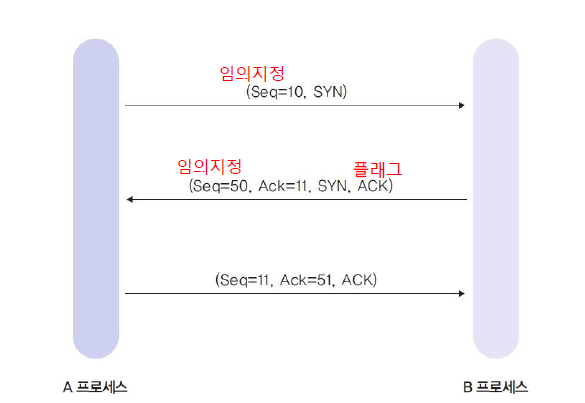 임의지정
(Seq=10, SYN)
임의지정 플래그
(Seq=50, Ack=11, SYN, ACK)
(Seq=11, Ack=51, ACK)
A 프로세스 B 프로세스